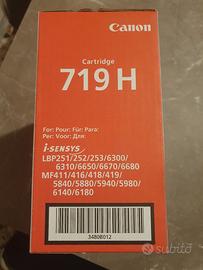 Canon
Cartridge
719 H
For: Pour: Für: Para:
Per: Voor: Для:
i-SENSYS
LBP251/252/253/6300/
6310/6650/6670/6680
MF411/416/418/419/
5840/5880/5940/5980/
6140/6180
3480B012
subito